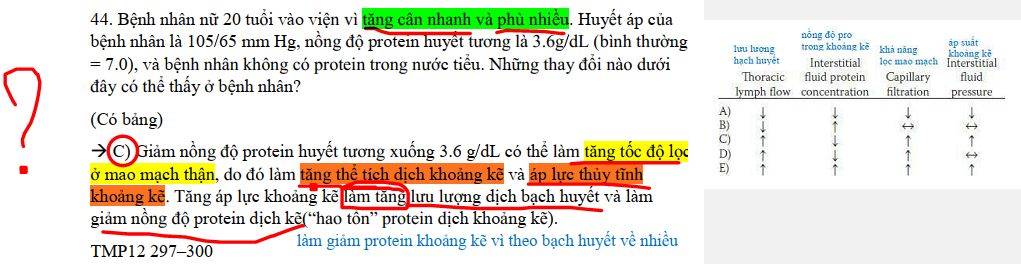 44. Bệnh nhân nữ 20 tuổi vào viện vì tăng cân nhanh và phù nhiều. Huyết áp của
bệnh nhân là 105/65 mm Hg, nồng độ protein huyết tương là 3.6g/dL (bình thường
= 7.0), và bệnh nhân không có protein trong nước tiểu. Những thay đổi nào dưới
đây có thể thấy ở bệnh nhân?
(Có bảng)
→ C) Giảm nồng độ protein huyết tương xuống 3.6 g/dL có thể làm tăng tốc độ lọc
ở mao mạch thận, do đó làm tăng thể tích dịch khoảng kẽ và áp lực thủy tĩnh
khoảng kẽ. Tăng áp lực khoảng kẽ làm tăng lưu lượng dịch bạch huyết và làm
giảm nồng độ protein dịch kẽ(“hao tốn” protein dịch khoảng kẽ).
làm giảm protein khoảng kẽ vì theo bạch huyết về nhiều
TMP12 297–300
?
lưu lượng
hạch huyết
nồng độ pro
trong khoảng kẽ
khả năng
lọc mao mạch
áp suất
khoảng kẽ
Thoracic
lymph flow
Interstitial
fluid protein
concentration
Capillary
filtration
Interstitial
fluid
pressure
A) ↓ ↓ ↓ ↓
B) ↓ ↑ ↔ ↔
C) ↑ ↓ ↑ ↑
D) ↑ ↓ ↑ ↔
E) ↑ ↑ ↑ ↑